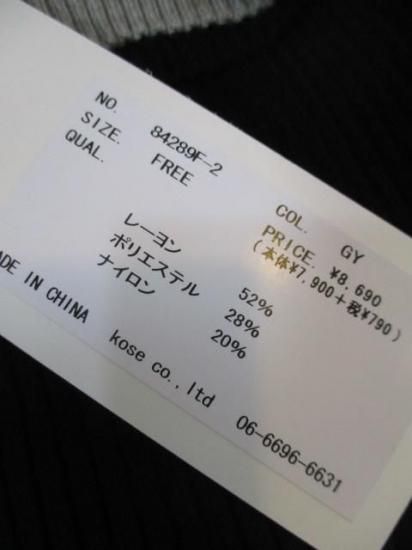 NO. 84289F-2 COL. GY
SIZE. FREE PRICE. ¥8,690
QUAL. (本体¥7,900+税¥790)
レーヨン 52%
ポリエステル 28%
ナイロン 20%
ADE IN CHINA kose co.,ltd 06-6696-6631